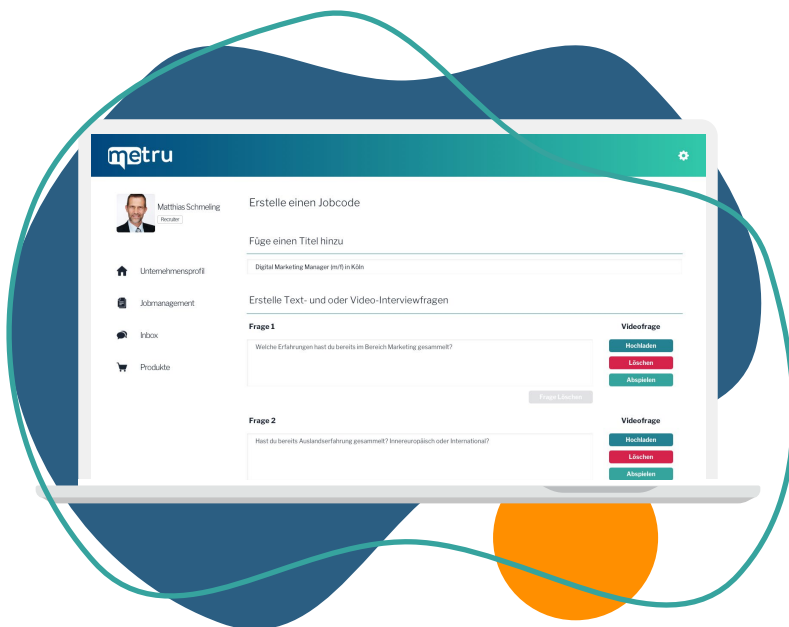 metru
Matthias Schmeling
Recruiter
Unternehmensprofil
Jobmanagement
Inbox
Produkte
Erstelle einen Jobcode
Füge einen Titel hinzu
Digital Marketing Manager (m/f) in Köln
Erstelle Text- und oder Video-Interviewfragen
Frage 1
Videofrage
Welche Erfahrungen hast du bereits im Bereich Marketing gesammelt?
Hochladen
Löschen
Abspielen
Frage Löschen
Frage 2
Videofrage
Hast du bereits Auslandserfahrung gesammelt? Innereuropäisch oder International?
Hochladen
Löschen
Abspielen